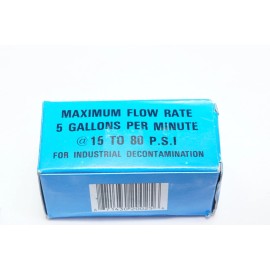 MAXIMUM FLOW RATE
5 GALLONS PER MINUTE
@ 15 TO 80 P.S.I
FOR INDUSTRIAL DECONTAMINATION